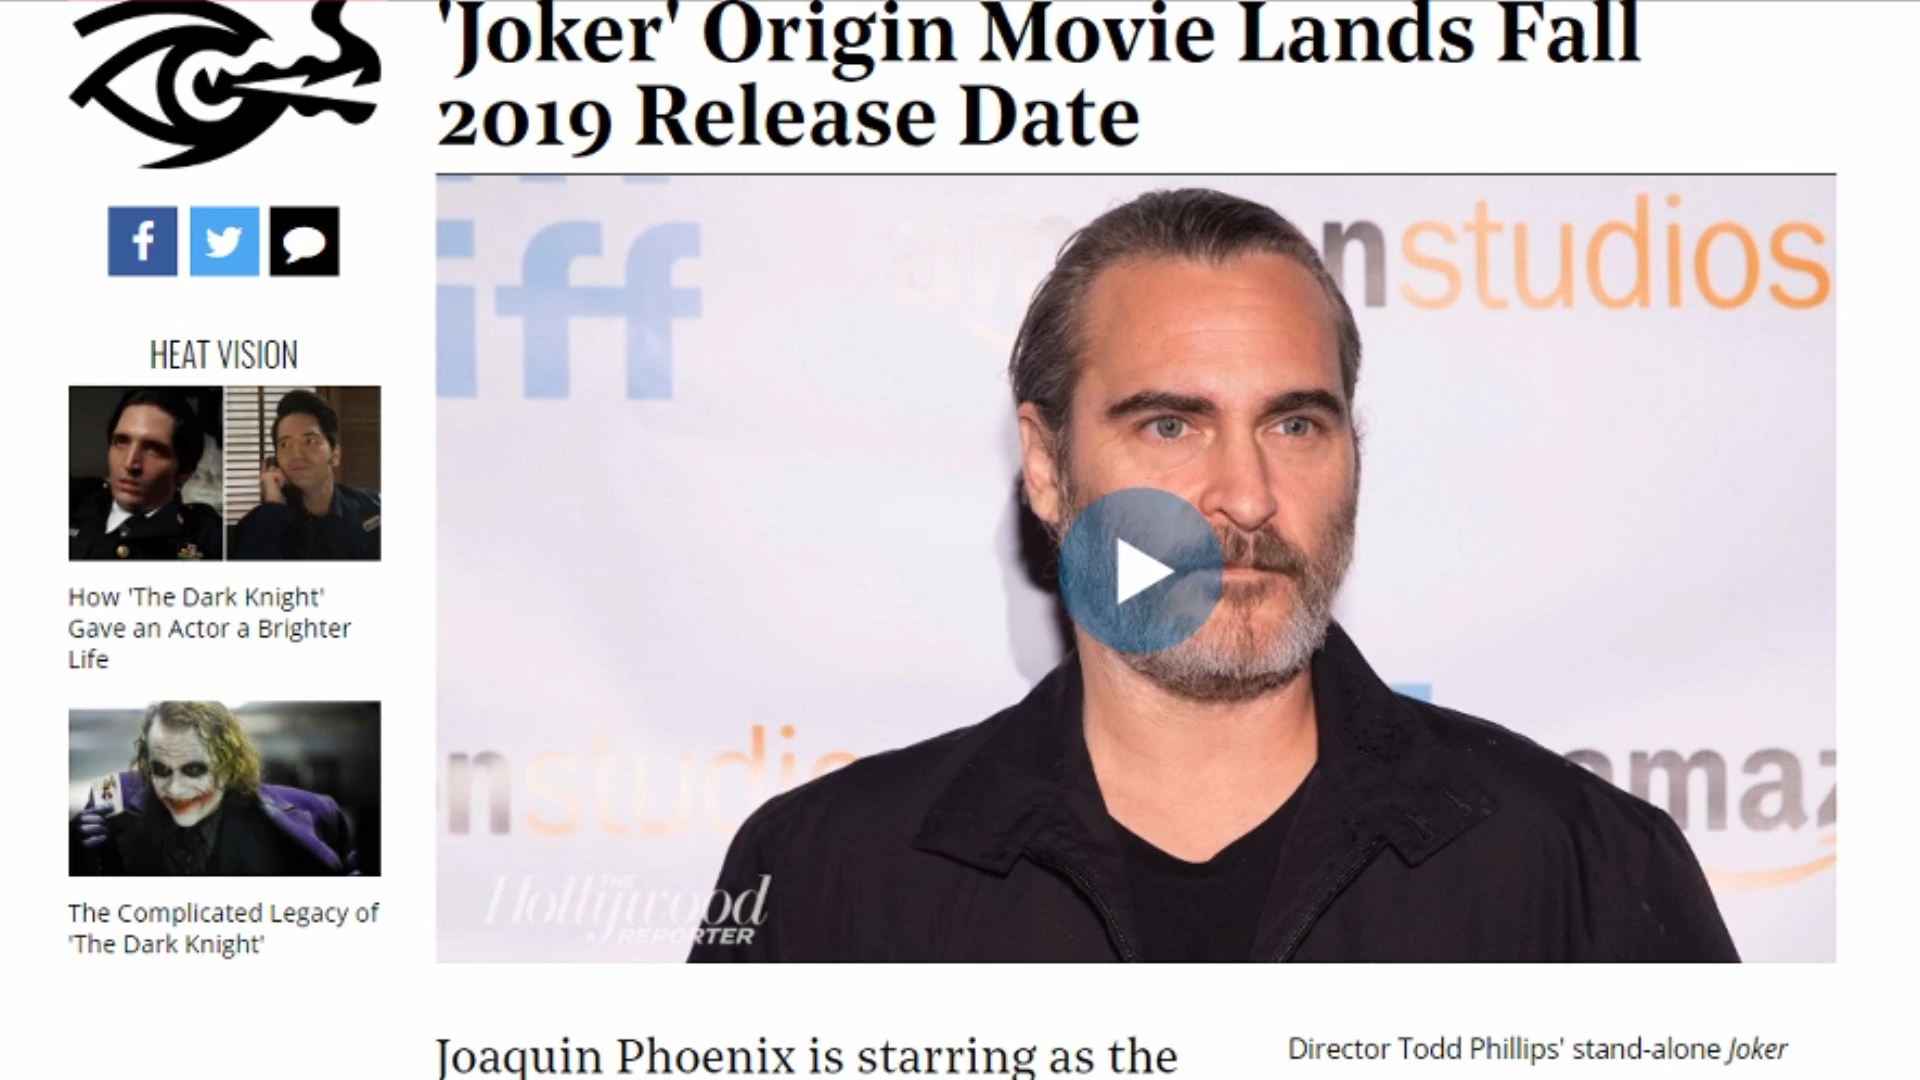 'Joker' Origin Movie Lands Fall
2019 Release Date
HEAT VISION
How 'The Dark Knight'
Gave an Actor a Brighter
Life
The Complicated Legacy of
'The Dark Knight'
iff
amazonstudios
nstudio
amaz
THE
Hollywood
REPORTER
Joaquin Phoenix is starring as the
Director Todd Phillips' stand-alone Joker